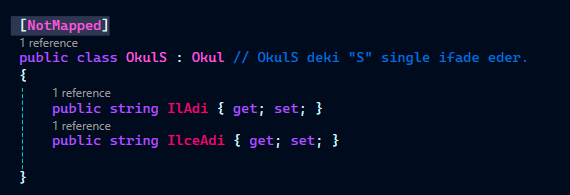 [NotMapped]
1 reference
public class OkulS : Okul // OkulS deki "S" single ifade eder.
{
1 reference
public string IlAdi { get; set; }
1 reference
public string IlceAdi { get; set; }
}